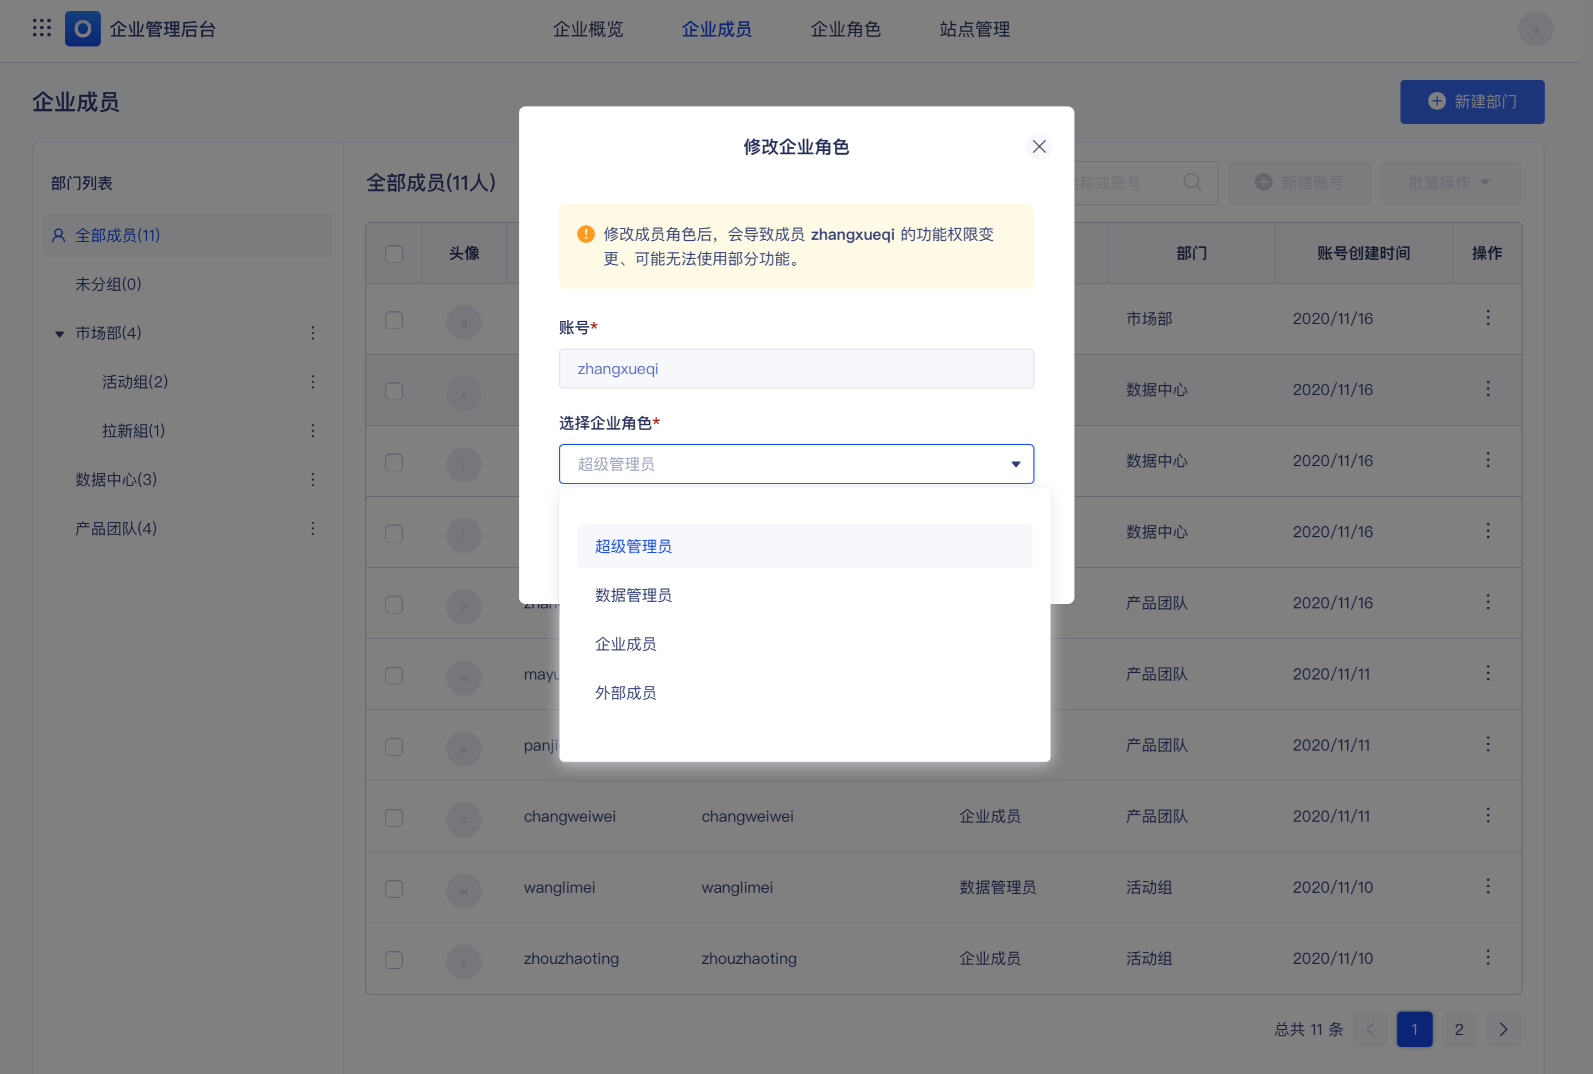 企业管理后台
企业概览
企业成员
企业角色
站点管理
企业成员
新建部门
部门列表
全部成员(11)
未分组(0)
市场部(4)
活动组(2)
拉新組(1)
数据中心(3)
产品团队(4)
全部成员(11人)
称或账号
新建账号
批量操作
头像 部门 账号创建时间 操作
市场部 2020/11/16
数据中心 2020/11/16
数据中心 2020/11/16
数据中心 2020/11/16
产品团队 2020/11/16
产品团队 2020/11/11
panji 产品团队 2020/11/11
changweiwei changweiwei 企业成员 产品团队 2020/11/11
wanglimei wanglimei 数据管理员 活动组 2020/11/10
zhouzhaoting zhouzhaoting 企业成员 活动组 2020/11/10
总共 11 条 1 2
修改企业角色
修改成员角色后，会导致成员 zhangxueqi 的功能权限变
更、可能无法使用部分功能。
账号*
zhangxueqi
选择企业角色*
超级管理员
超级管理员
数据管理员
企业成员
外部成员